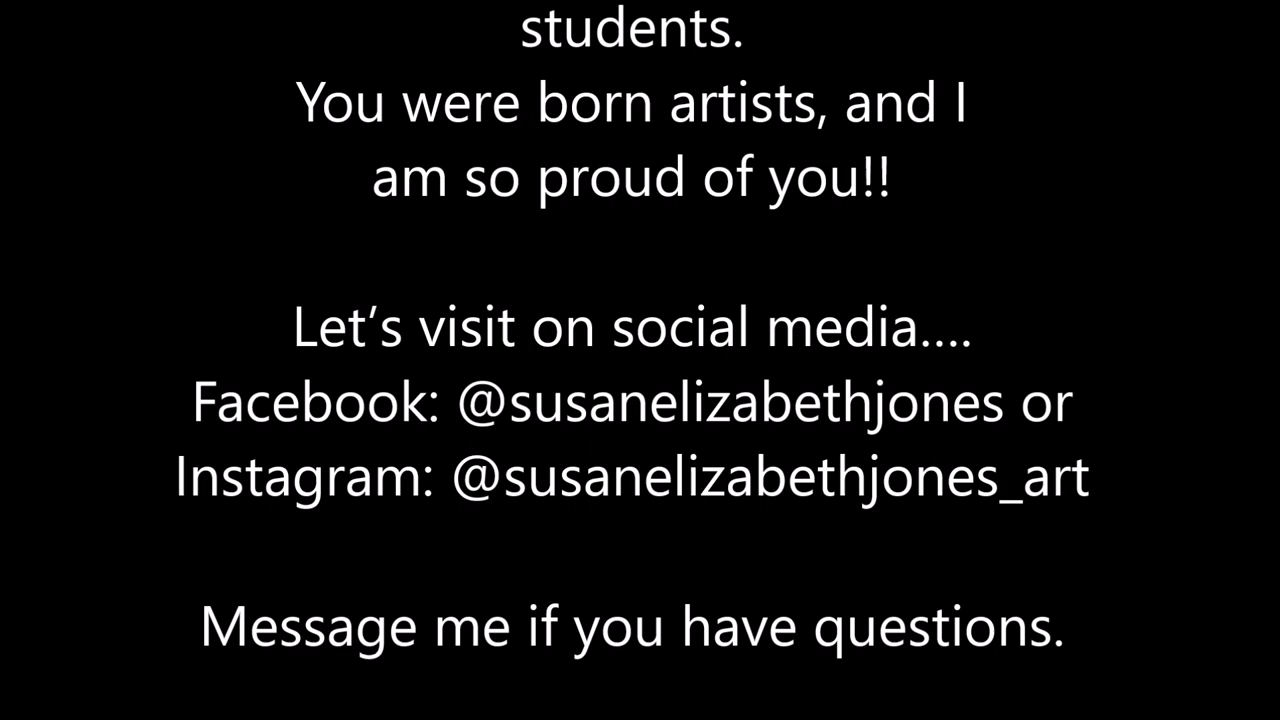 students.
You were born artists, and I
am so proud of you!!
Let’s visit on social media....
Facebook: @susanelizabethjones or
Instagram: @susanelizabethjones_art
Message me if you have questions.